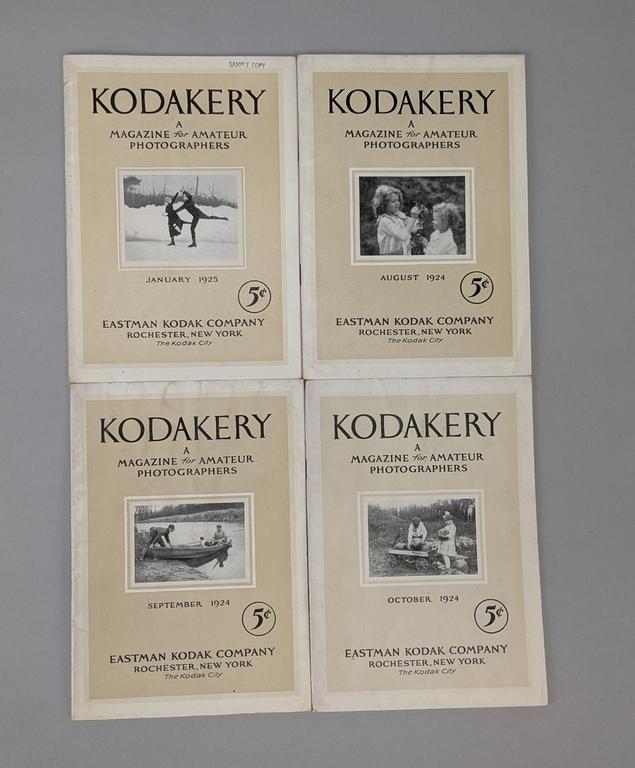 SAMPLE COPY
KODAKERY
A
MAGAZINE for AMATEUR
PHOTOGRAPHERS
JANUARY 1925
5¢
EASTMAN KODAK COMPANY
ROCHESTER, NEW YORK
The Kodak City
KODAKERY
A
MAGAZINE for AMATEUR
PHOTOGRAPHERS
AUGUST 1924
5¢
EASTMAN KODAK COMPANY
ROCHESTER, NEW YORK
The Kodak City
KODAKERY
A
MAGAZINE for AMATEUR
PHOTOGRAPHERS
SEPTEMBER 1924
5¢
EASTMAN KODAK COMPANY
ROCHESTER, NEW YORK
The Kodak City
KODAKERY
A
MAGAZINE for AMATEUR
PHOTOGRAPHERS
OCTOBER 1924
5¢
EASTMAN KODAK COMPANY
ROCHESTER, NEW YORK
The Kodak City